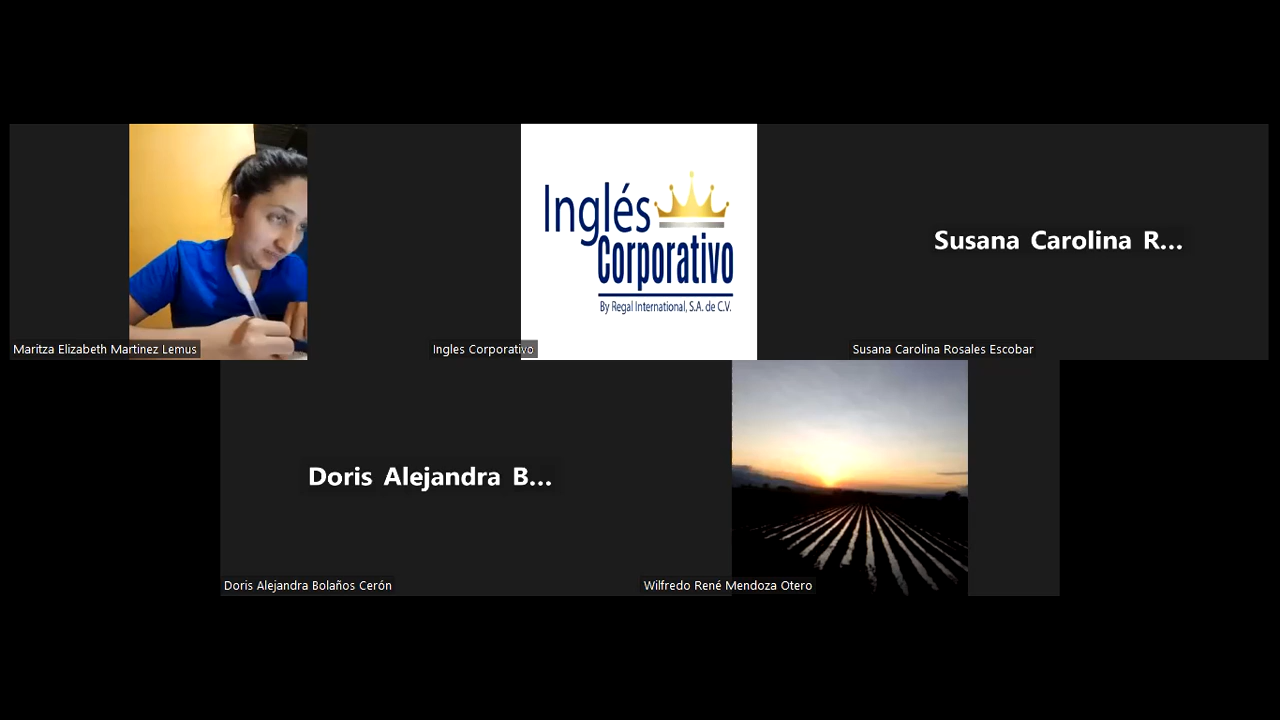 Inglés
Corporativo
By Regal International, S.A. de C.V.
Susana Carolina R...
Maritza Elizabeth Martinez Lemus
Ingles Corporativo
Susana Carolina Rosales Escobar
Doris Alejandra B...
Doris Alejandra Bolaños Cerón
Wilfredo René Mendoza Otero